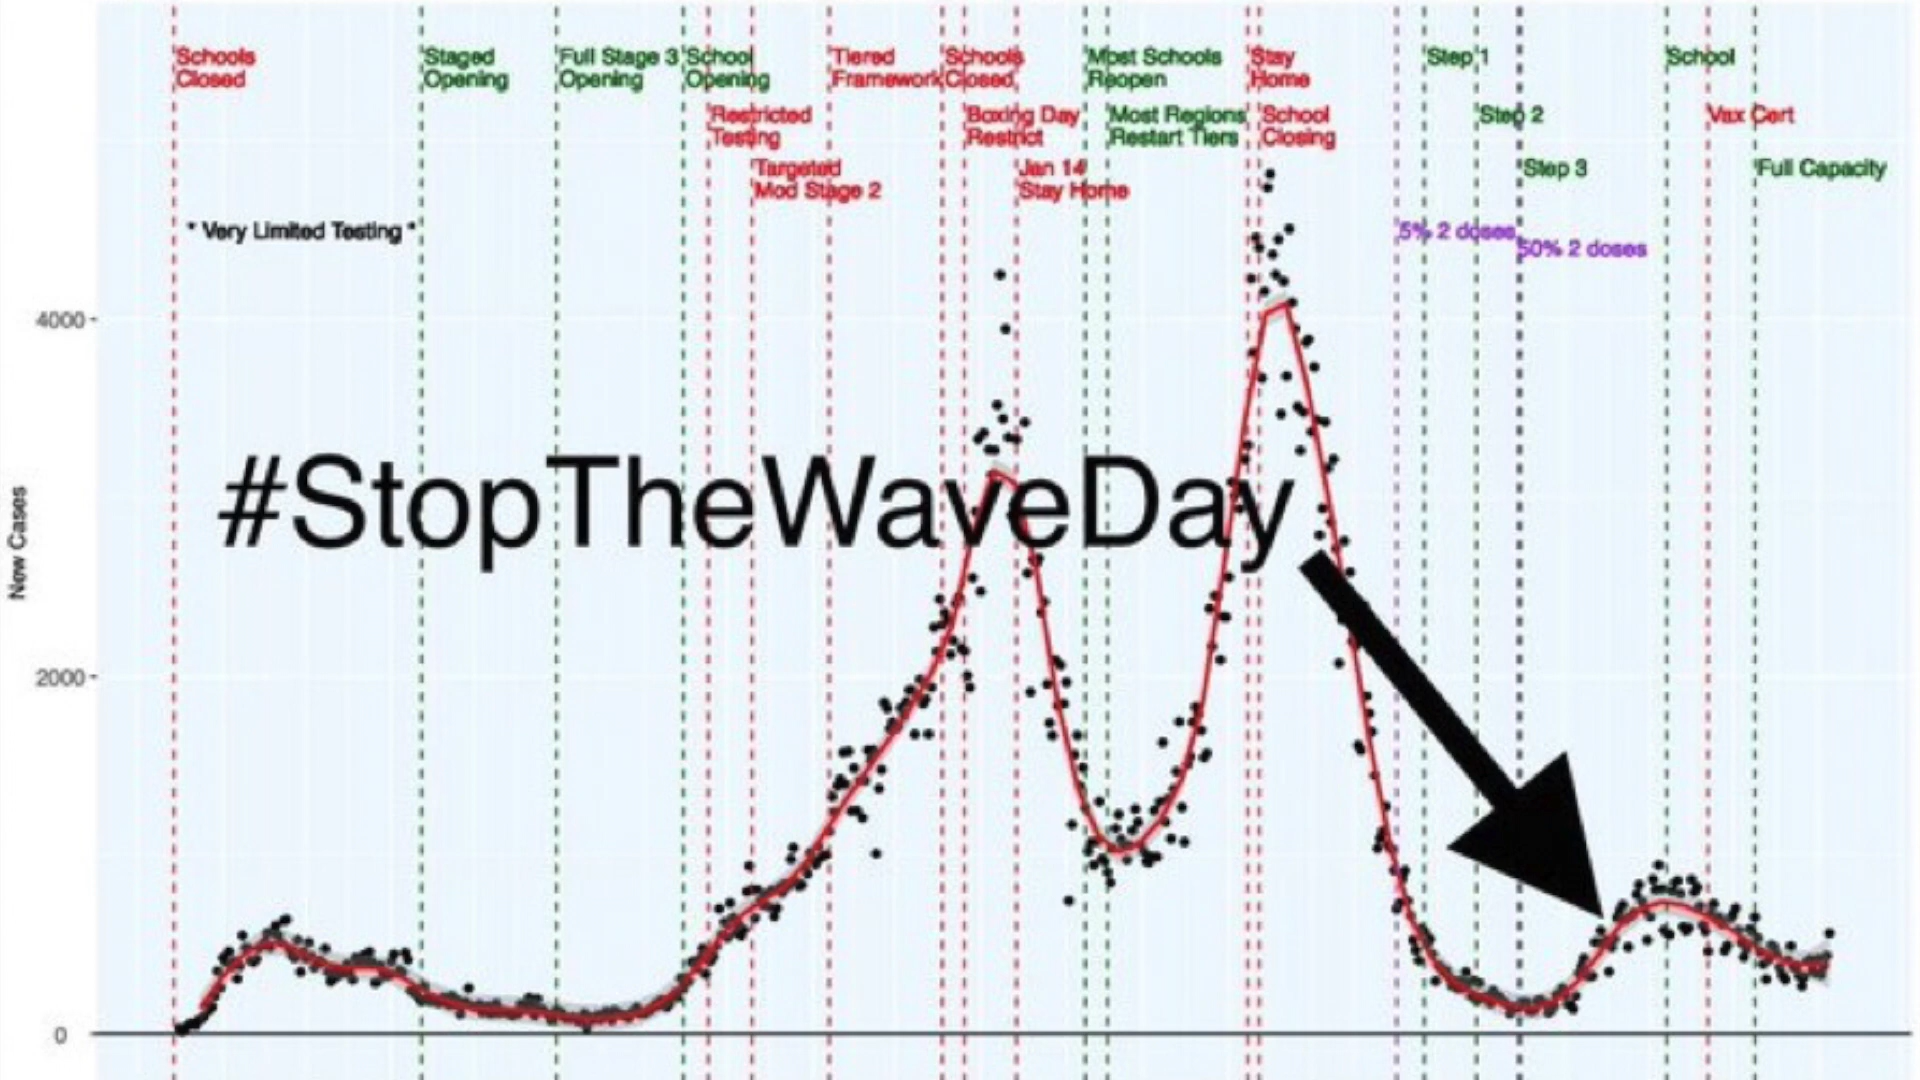 Schools
Closed
Staged
Opening
Full Stage 3
Opening
School
Opening
Tiered
Framework
Schools
Closed
Most Schools
Reopen
Stay
Home
Step 1
School
Restricted
Testing
Boxing Day
Restrict
Most Regions
Restart Tiers
School
Closing
Step 2
Vax Cert
Targeted
Mod Stage 2
Jan 14
Stay Home
Step 3
Full Capacity
* Very Limited Testing *
5% 2 doses
50% 2 doses
4000
#StopTheWaveDay
New Cases
2000
0